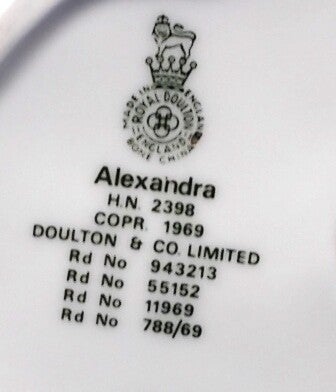 MADE IN ENGLAND
ROYAL DOULTON
ENGLAND
BONE CHINA
Alexandra
H.N. 2398
COPR. 1969
DOULTON & CO. LIMITED
Rd No 943213
Rd No 55152
Rd No 11969
Rd No 788/69